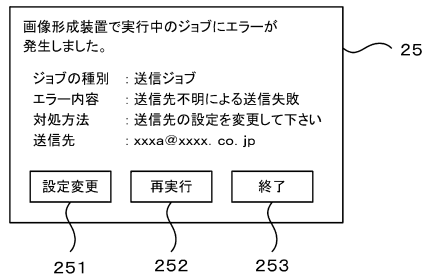 画像形成装置で実行中のジョブにエラーが
発生しました。
25
ジョブの種別 : 送信ジョブ
エラー内容 : 送信先不明による送信失敗
対処方法 : 送信先の設定を変更して下さい
送信先 : xxxa@xxxx. co. jp
設定変更 再実行 終了
251 252 253